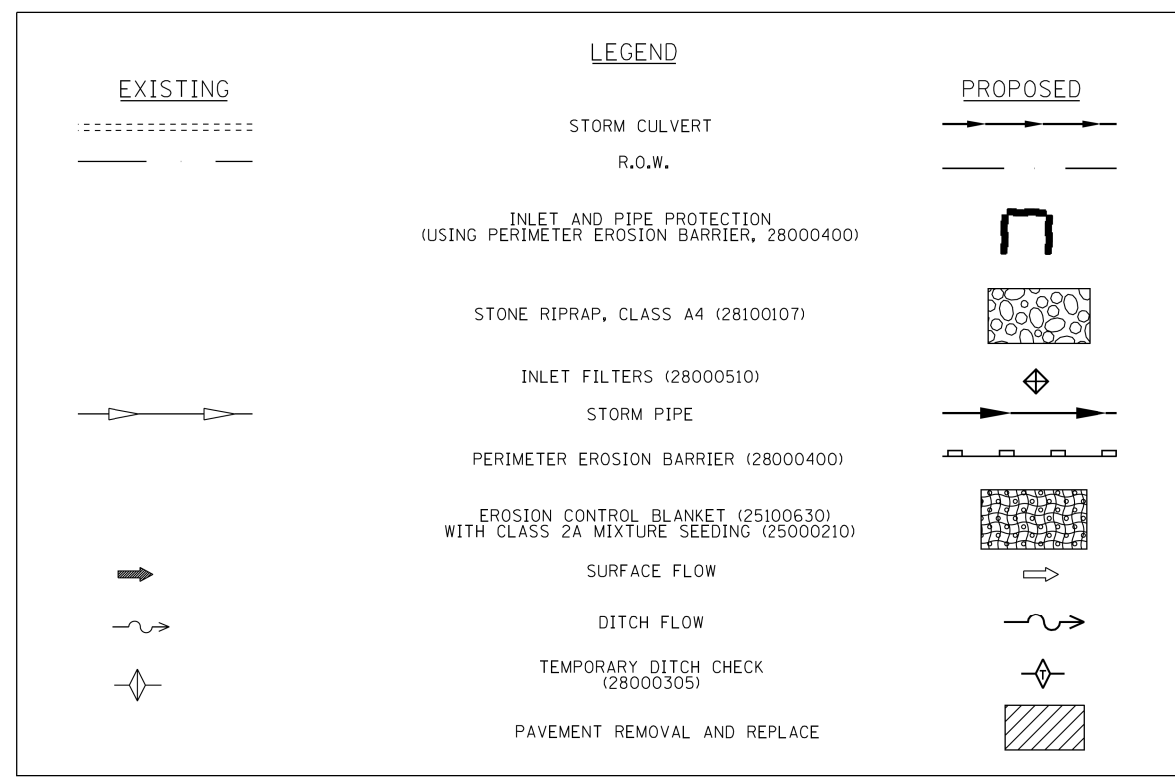 LEGEND
EXISTING
PROPOSED
STORM CULVERT
R.O.W.
INLET AND PIPE PROTECTION
(USING PERIMETER EROSION BARRIER, 28000400)
STONE RIPRAP, CLASS A4 (28100107)
INLET FILTERS (28000510)
STORM PIPE
PERIMETER EROSION BARRIER (28000400)
EROSION CONTROL BLANKET (25100630)
WITH CLASS 2A MIXTURE SEEDING (25000210)
SURFACE FLOW
DITCH FLOW
TEMPORARY DITCH CHECK
(28000305)
T
PAVEMENT REMOVAL AND REPLACE